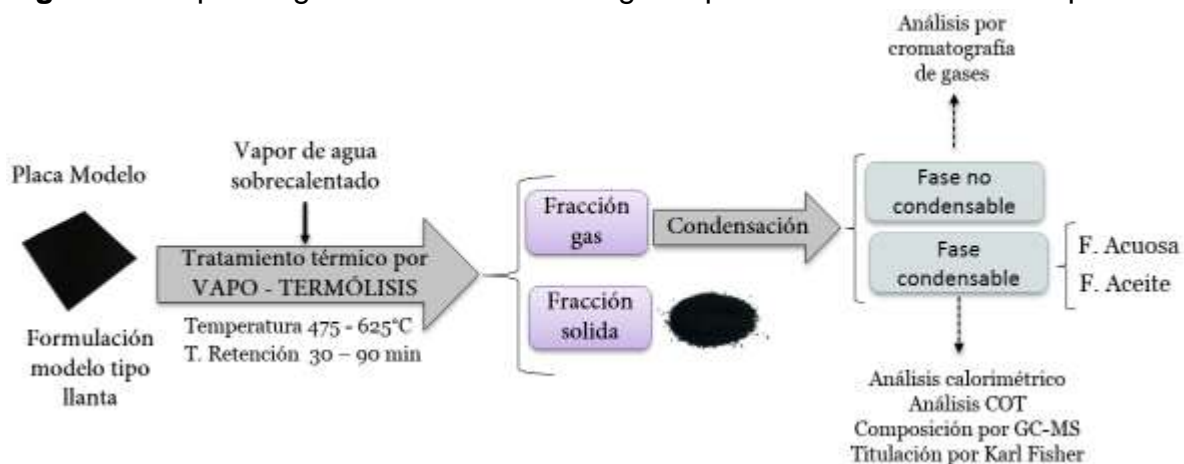 Análisis por
cromatografía
de gases
Placa Modelo
Vapor de agua
sobrecalentado
Formulación
modelo tipo
llanta
Tratamiento térmico por
VAPO - TERMÓLISIS
Temperatura 475 - 625°C
T. Retención 30 – 90 min
Fracción
gas
Fracción
solida
Condensación
Fase no
condensable
Fase
condensable
F. Acuosa
F. Aceite
Análisis calorimétrico
Análisis COT
Composición por GC-MS
Titulación por Karl Fisher